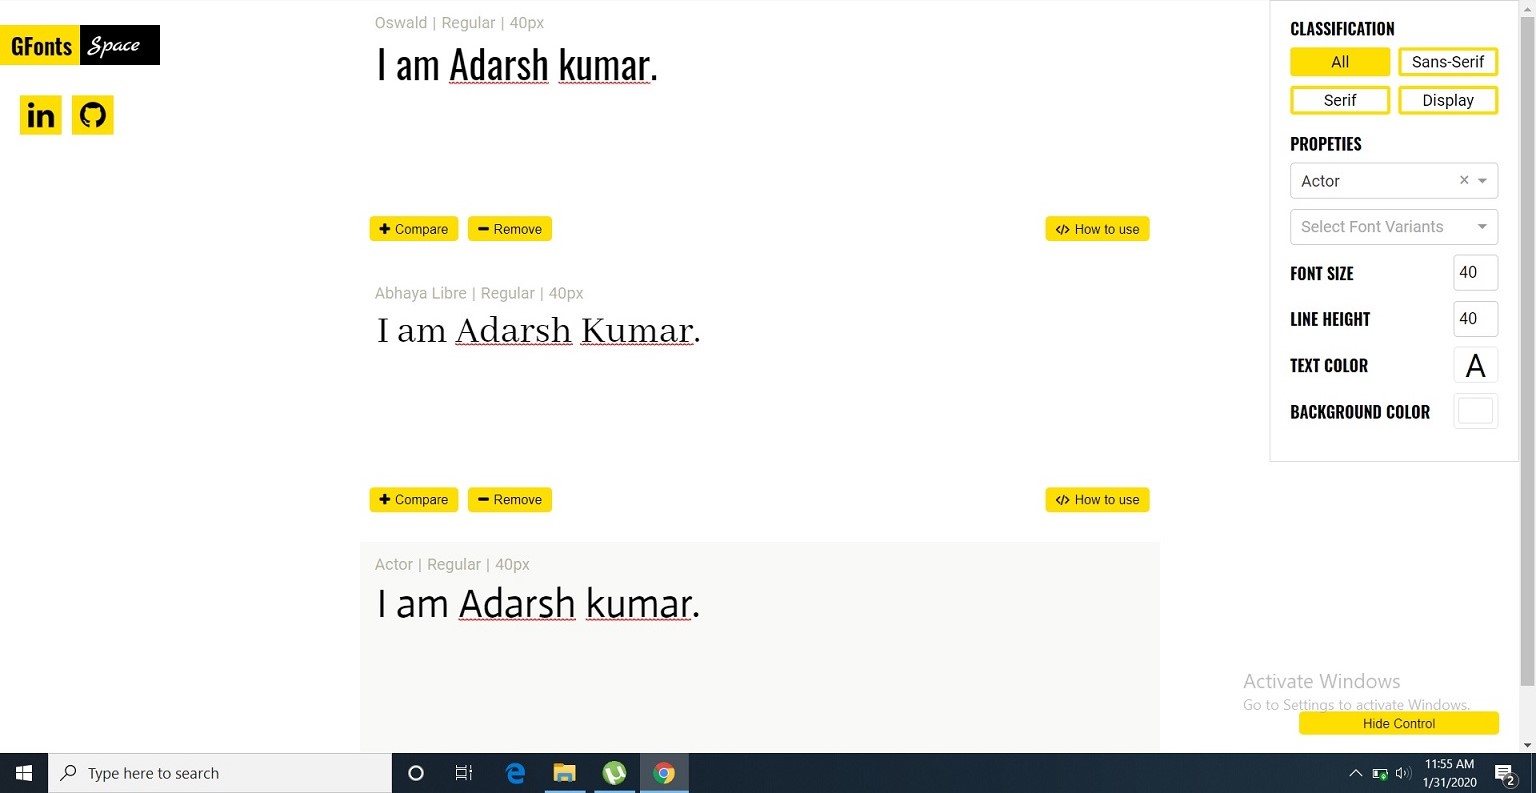 GFonts Space
in
Oswald | Regular | 40px
I am Adarsh kumar.
Compare
Remove
How to use
Abhaya Libre | Regular | 40px
I am Adarsh Kumar.
Compare
Remove
How to use
Actor | Regular | 40px
I am Adarsh kumar.
CLASSIFICATION
All
Sans-Serif
Serif
Display
PROPETIES
Actor
Select Font Variants
FONT SIZE
40
LINE HEIGHT
40
TEXT COLOR
A
BACKGROUND COLOR
Activate Windows
Go to Settings to activate Windows.
Hide Control
Type here to search
11:55 AM
1/31/2020
2